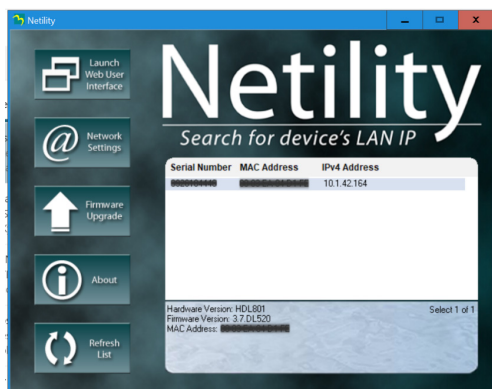 Netility
Launch
Web User
Interface
Netility
Search for device's LAN IP
Network
Settings
Serial Number MAC Address IPv4 Address
10.1.42.164
Firmware
Upgrade
About
Hardware Version: HDL801
Firmware Version: 3.7.DL520
MAC Address:
Select 1 of 1
Refresh
List